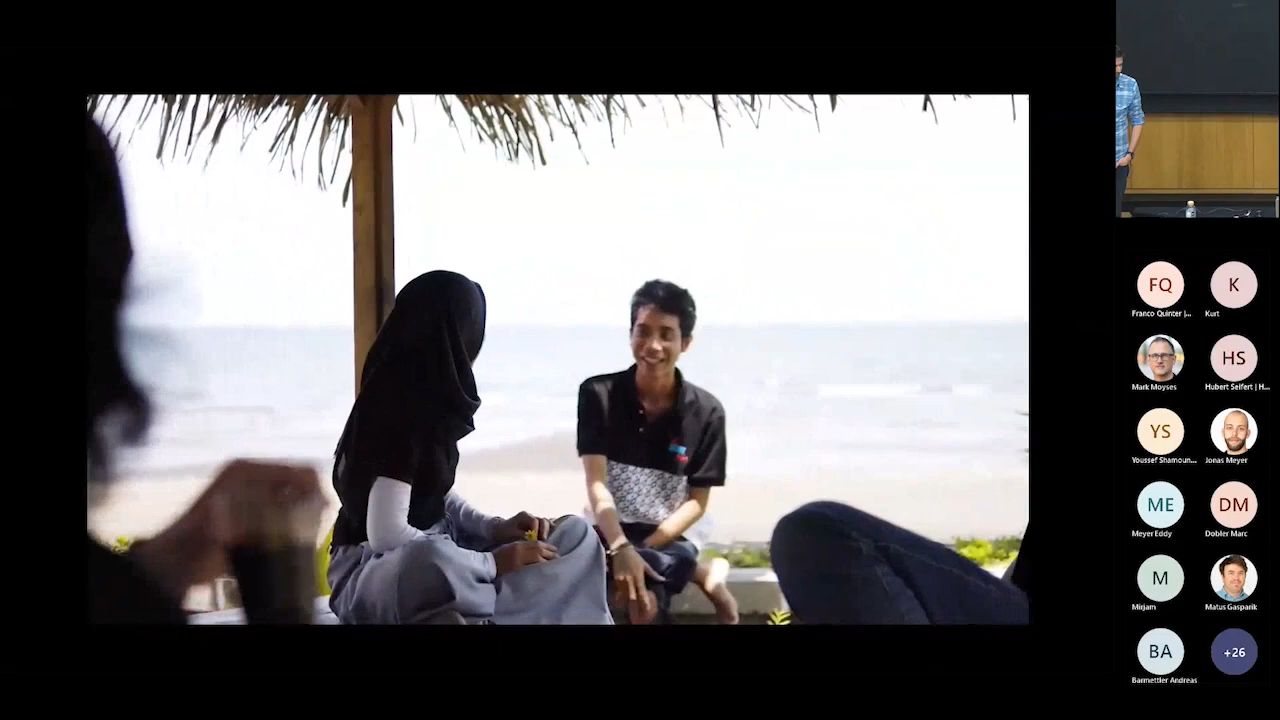 FQ
K
Franco Quinter |...
Kurt
HS
Mark Moyses
Hubert Seifert | H...
YS
Youssef Shamoun...
Jonas Meyer
ME
DM
Meyer Eddy
Dobler Marc
M
Mirjam
Matus Gasparik
BA
+26
Barmettler Andreas